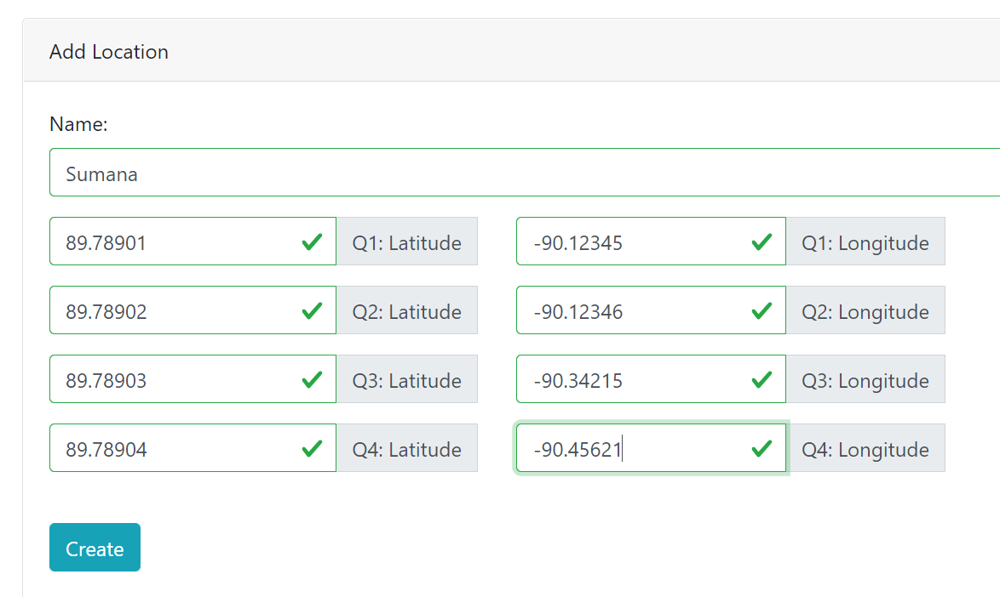 Add Location
Name:
Sumana
89.78901 Q1: Latitude -90.12345 Q1: Longitude
89.78902 Q2: Latitude -90.12346 Q2: Longitude
89.78903 Q3: Latitude -90.34215 Q3: Longitude
89.78904 Q4: Latitude -90.45621 Q4: Longitude
Create